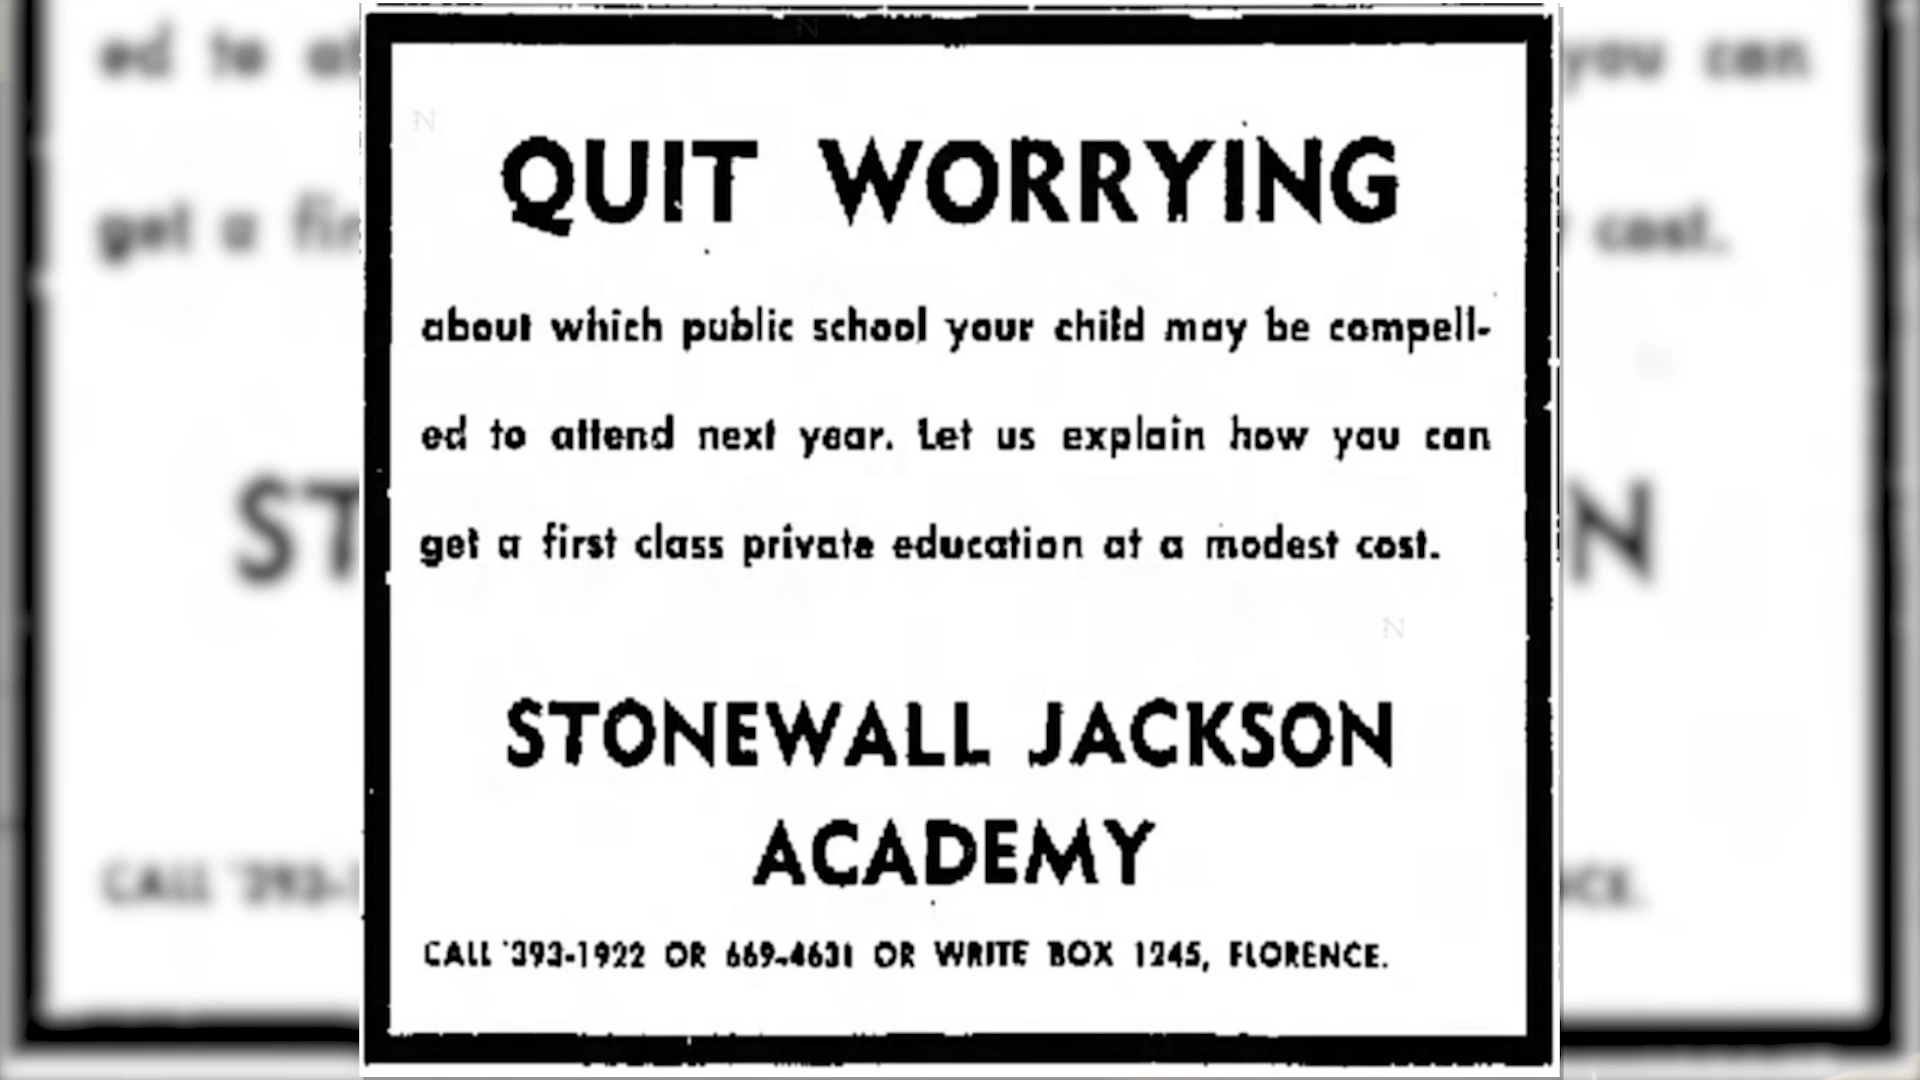 QUIT WORRYING
about which public school your child may be compell-
ed to attend next year. Let us explain how you can
get a first class private education at a modest cost.
STONEWALL JACKSON
ACADEMY
CALL 393-1922 OR 669-4631 OR WRITE BOX 1245, FLORENCE.